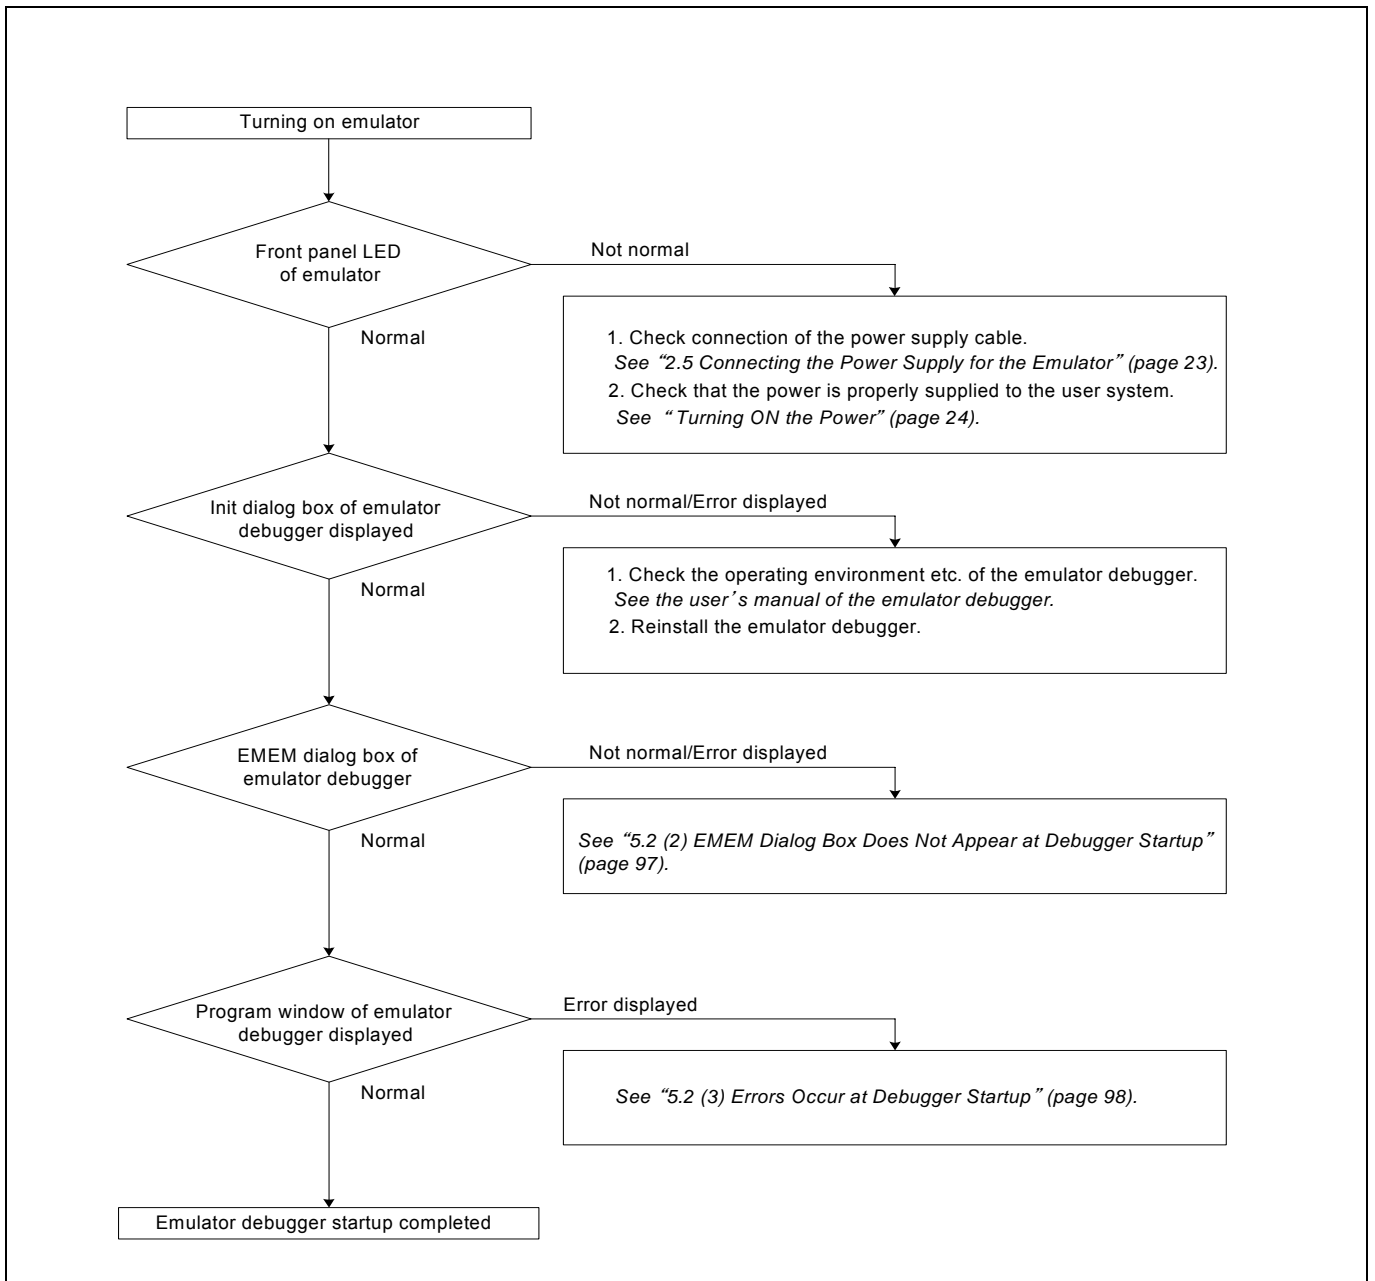 Turning on emulator
Front panel LED
of emulator
Not normal
Normal
1. Check connection of the power supply cable.
See “2.5 Connecting the Power Supply for the Emulator” (page 23).
2. Check that the power is properly supplied to the user system.
See “Turning ON the Power” (page 24).
Init dialog box of emulator
debugger displayed
Not normal/Error displayed
Normal
1. Check the operating environment etc. of the emulator debugger.
See the user’s manual of the emulator debugger.
2. Reinstall the emulator debugger.
EMEM dialog box of
emulator debugger
Not normal/Error displayed
Normal
See “5.2 (2) EMEM Dialog Box Does Not Appear at Debugger Startup”
(page 97).
Program window of emulator
debugger displayed
Error displayed
Normal
See “5.2 (3) Errors Occur at Debugger Startup” (page 98).
Emulator debugger startup completed